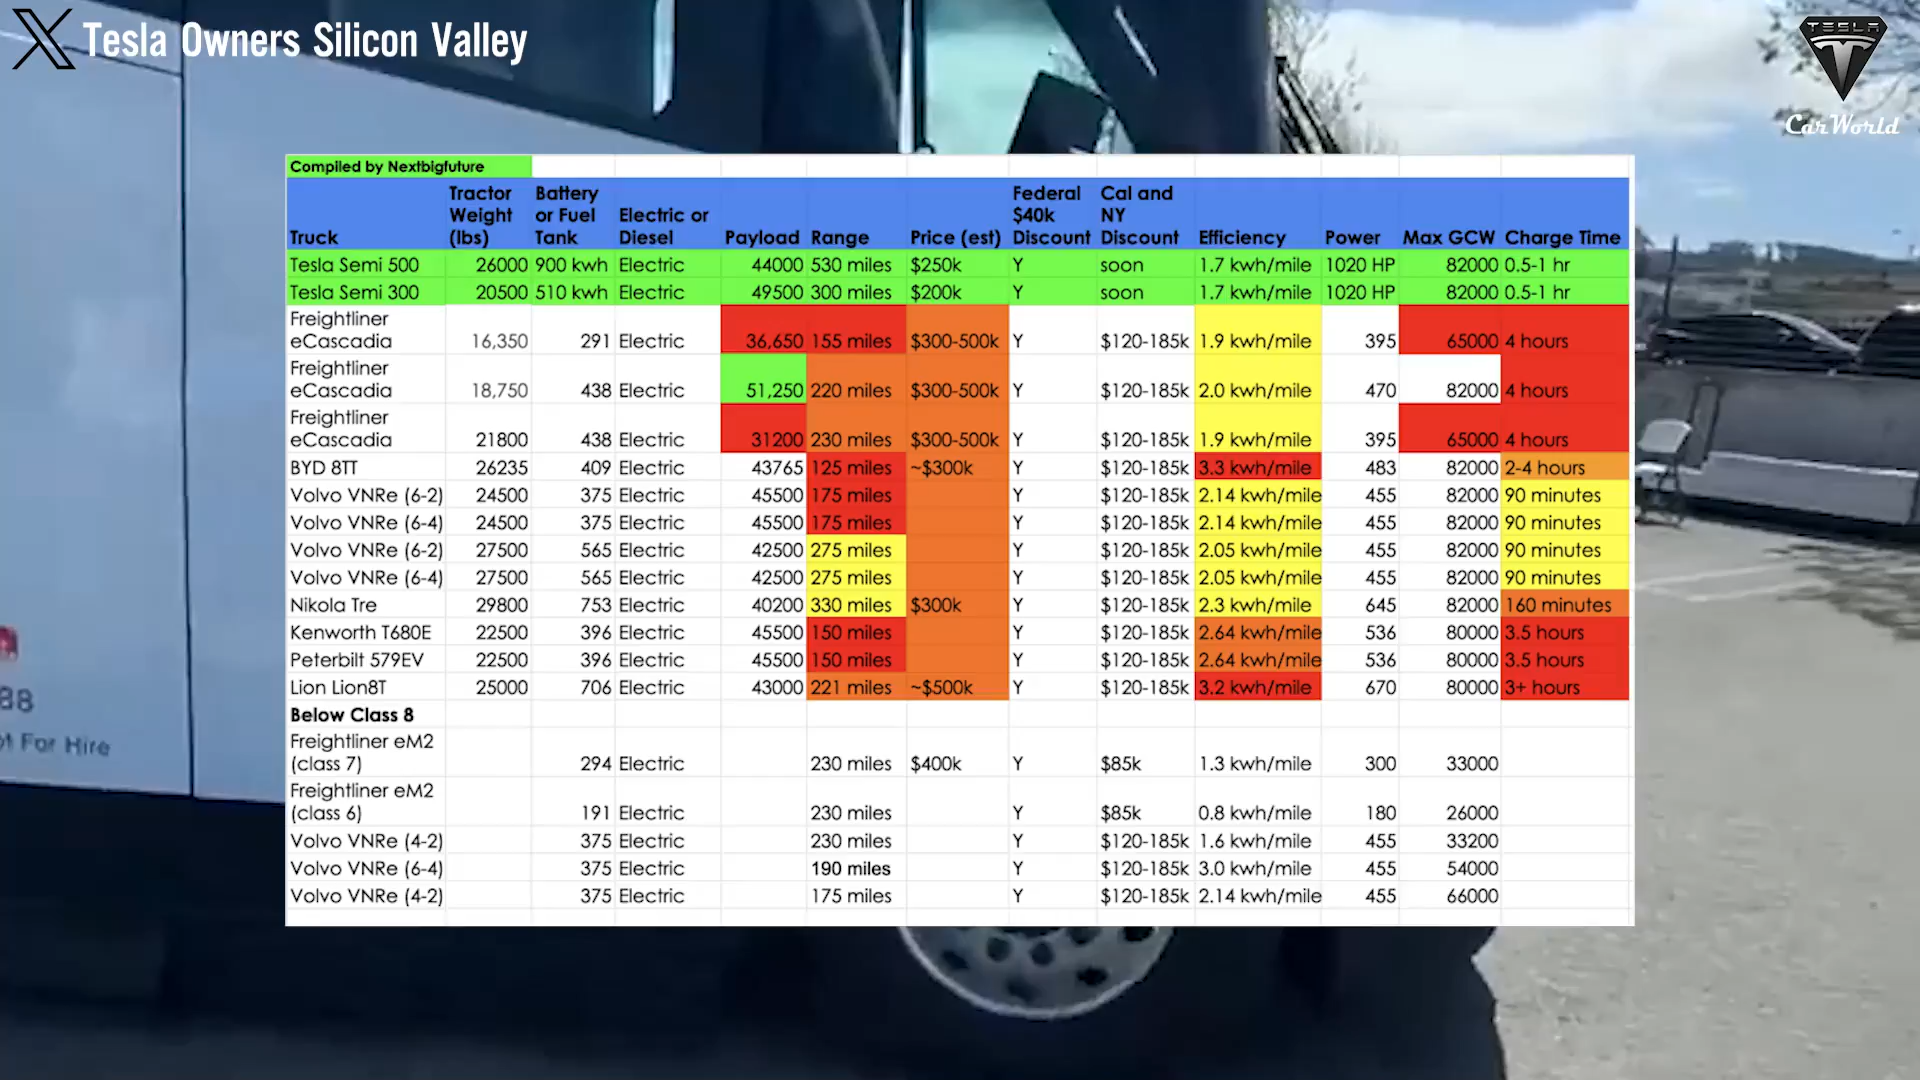 X Tesla Owners Silicon Valley
TESLA
Car World
Compiled by Nextbigfuture
Truck Tractor Weight (lbs) Battery or Fuel Tank Electric or Diesel Payload Range Price (est) Federal $40k Discount Cal and NY Discount Efficiency Power Max GCW Charge Time
Tesla Semi 500 26000 900 kwh Electric 44000 530 miles $250k Y soon 1.7 kwh/mile 1020 HP 82000 0.5-1 hr
Tesla Semi 300 20500 510 kwh Electric 49500 300 miles $200k Y soon 1.7 kwh/mile 1020 HP 82000 0.5-1 hr
Freightliner eCascadia 16,350 291 Electric 36,650 155 miles $300-500k Y $120-185k 1.9 kwh/mile 395 65000 4 hours
Freightliner eCascadia 18,750 438 Electric 51,250 220 miles $300-500k Y $120-185k 2.0 kwh/mile 470 82000 4 hours
Freightliner eCascadia 21800 438 Electric 31200 230 miles $300-500k Y $120-185k 1.9 kwh/mile 395 65000 4 hours
BYD 8TT 26235 409 Electric 43765 125 miles ~$300k Y $120-185k 3.3 kwh/mile 483 82000 2-4 hours
Volvo VNRe (6-2) 24500 375 Electric 45500 175 miles Y $120-185k 2.14 kwh/mile 455 82000 90 minutes
Volvo VNRe (6-4) 24500 375 Electric 45500 175 miles Y $120-185k 2.14 kwh/mile 455 82000 90 minutes
Volvo VNRe (6-2) 27500 565 Electric 42500 275 miles Y $120-185k 2.05 kwh/mile 455 82000 90 minutes
Volvo VNRe (6-4) 27500 565 Electric 42500 275 miles Y $120-185k 2.05 kwh/mile 455 82000 90 minutes
Nikola Tre 29800 753 Electric 40200 330 miles $300k Y $120-185k 2.3 kwh/mile 645 82000 160 minutes
Kenworth T680E 22500 396 Electric 45500 150 miles Y $120-185k 2.64 kwh/mile 536 80000 3.5 hours
Peterbilt 579EV 22500 396 Electric 45500 150 miles Y $120-185k 2.64 kwh/mile 536 80000 3.5 hours
Lion Lion8T 25000 706 Electric 43000 221 miles ~$500k Y $120-185k 3.2 kwh/mile 670 80000 3+ hours
Below Class 8
Freightliner eM2 (class 7) 294 Electric 230 miles $400k Y $85k 1.3 kwh/mile 300 33000
Freightliner eM2 (class 6) 191 Electric 230 miles Y $85k 0.8 kwh/mile 180 26000
Volvo VNRe (4-2) 375 Electric 230 miles Y $120-185k 1.6 kwh/mile 455 33200
Volvo VNRe (6-4) 375 Electric 190 miles Y $120-185k 3.0 kwh/mile 455 54000
Volvo VNRe (4-2) 375 Electric 175 miles Y $120-185k 2.14 kwh/mile 455 66000
88
For Hire